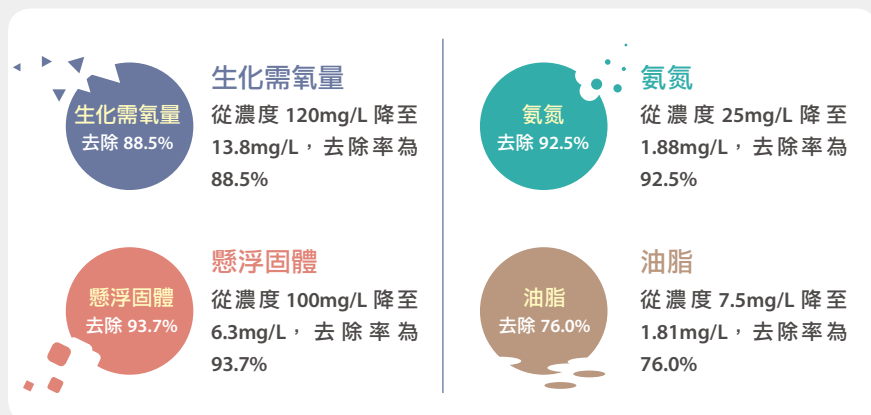 生化需氧量
去除 88.5%
生化需氧量
從濃度 120mg/L 降至
13.8mg/L，去除率為
88.5%
氨氮
去除 92.5%
氨氮
從濃度 25mg/L 降至
1.88mg/L，去除率為
92.5%
懸浮固體
去除 93.7%
懸浮固體
從濃度 100mg/L 降至
6.3mg/L，去除率為
93.7%
油脂
去除 76.0%
油脂
從濃度 7.5mg/L 降至
1.81mg/L，去除率為
76.0%